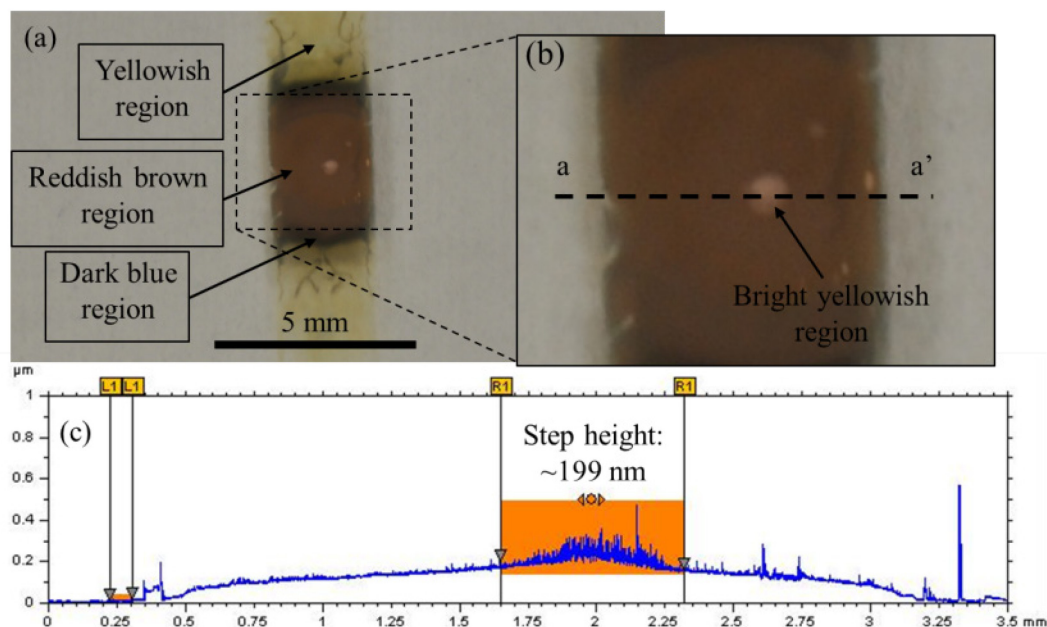 (a)
Yellowish
region
Reddish brown
region
Dark blue
region
5 mm
(b)
a
a’
Bright yellowish
region
µm
L1 L1 R1 R1
(c)
Step height:
~199 nm
1
0.8
0.6
0.4
0.2
0
0 0.25 0.5 0.75 1 1.25 1.5 1.75 2 2.25 2.5 2.75 3 3.25 3.5 mm